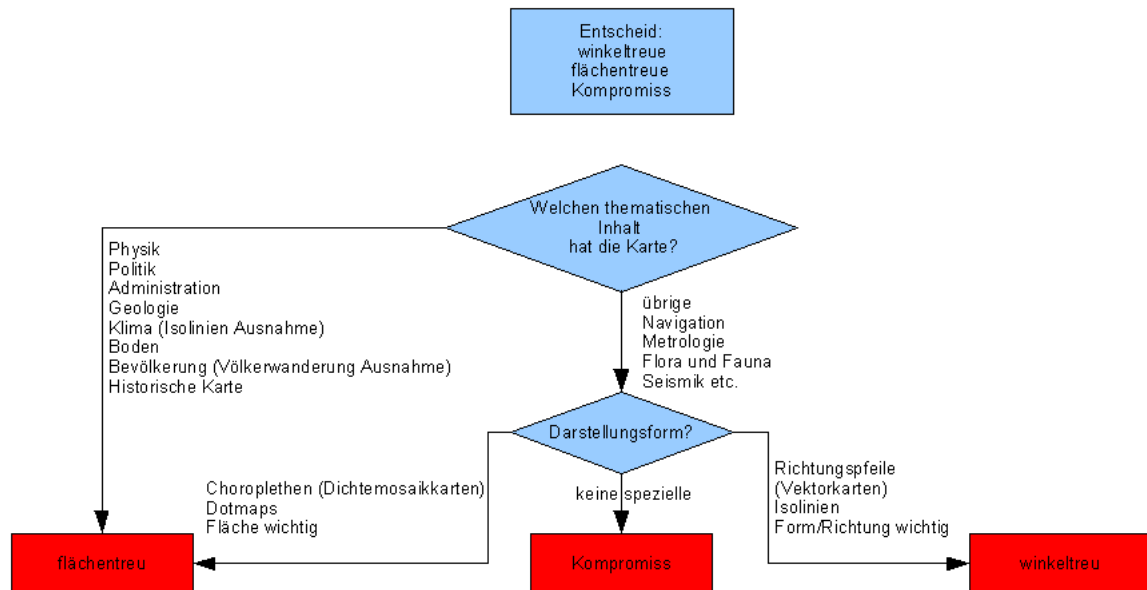 Entscheid:
winkeltreue
flächentreue
Kompromiss
Welchen thematischen
Inhalt
hat die Karte?
Physik
Politik
Administration
Geologie
Klima (Isolinien Ausnahme)
Boden
Bevölkerung (Völkerwanderung Ausnahme)
Historische Karte
übrige
Navigation
Metrologie
Flora und Fauna
Seismik etc.
Darstellungsform?
Choroplethen (Dichtemosaikkarten)
Dotmaps
Fläche wichtig
keine spezielle
Richtungspfeile
(Vektorkarten)
Isolinien
Form/Richtung wichtig
flächentreu
Kompromiss
winkeltreu